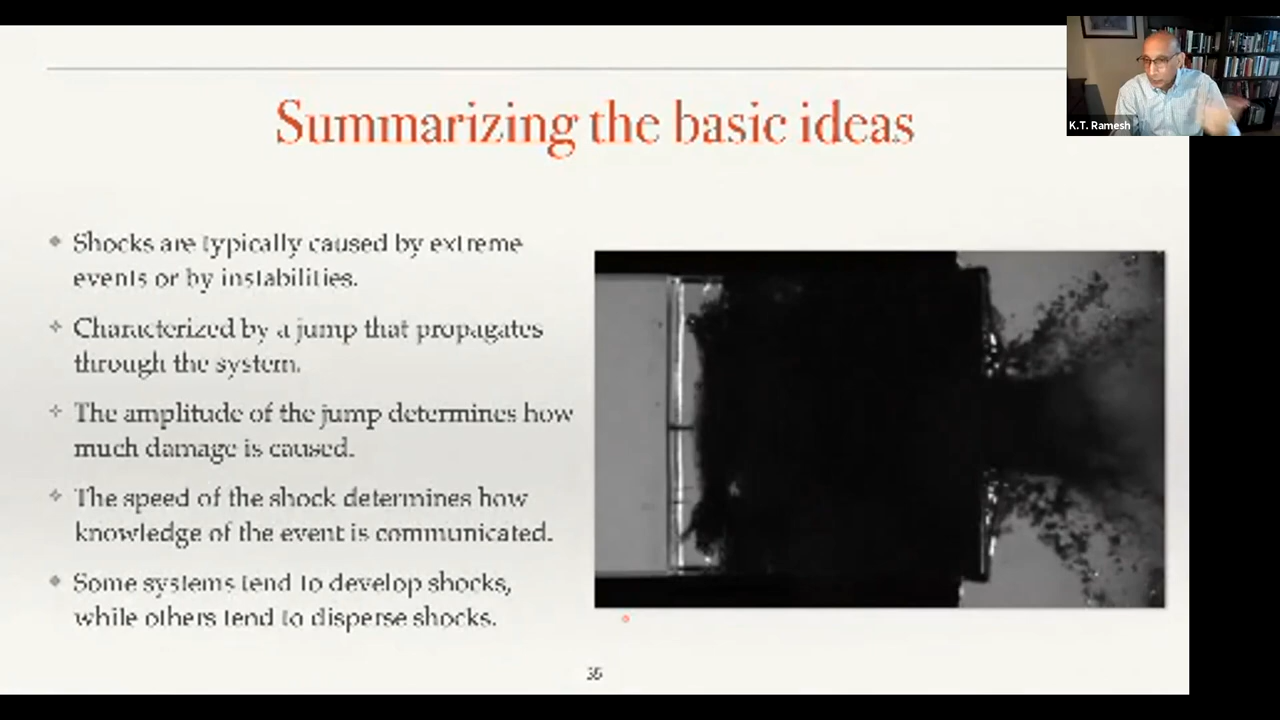 Summarizing the basic ideas
K.T. Ramesh
Shocks are typically caused by extreme
events or by instabilities.
Characterized by a jump that propagates
through the system.
The amplitude of the jump determines how
much damage is caused.
The speed of the shock determines how
knowledge of the event is communicated.
Some systems tend to develop shocks,
while others tend to disperse shocks.
35